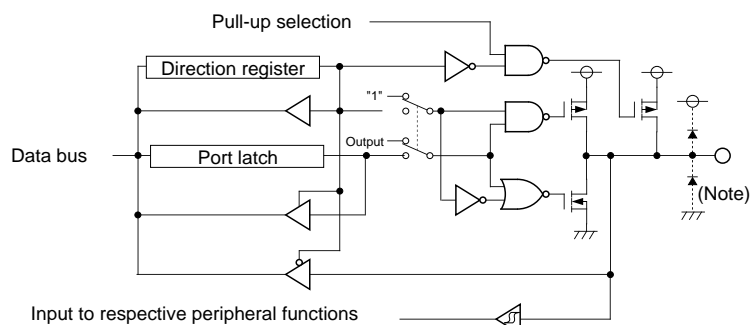 Pull-up selection
Direction register
"1"
Output
Data bus
Port latch
(Note)
Input to respective peripheral functions